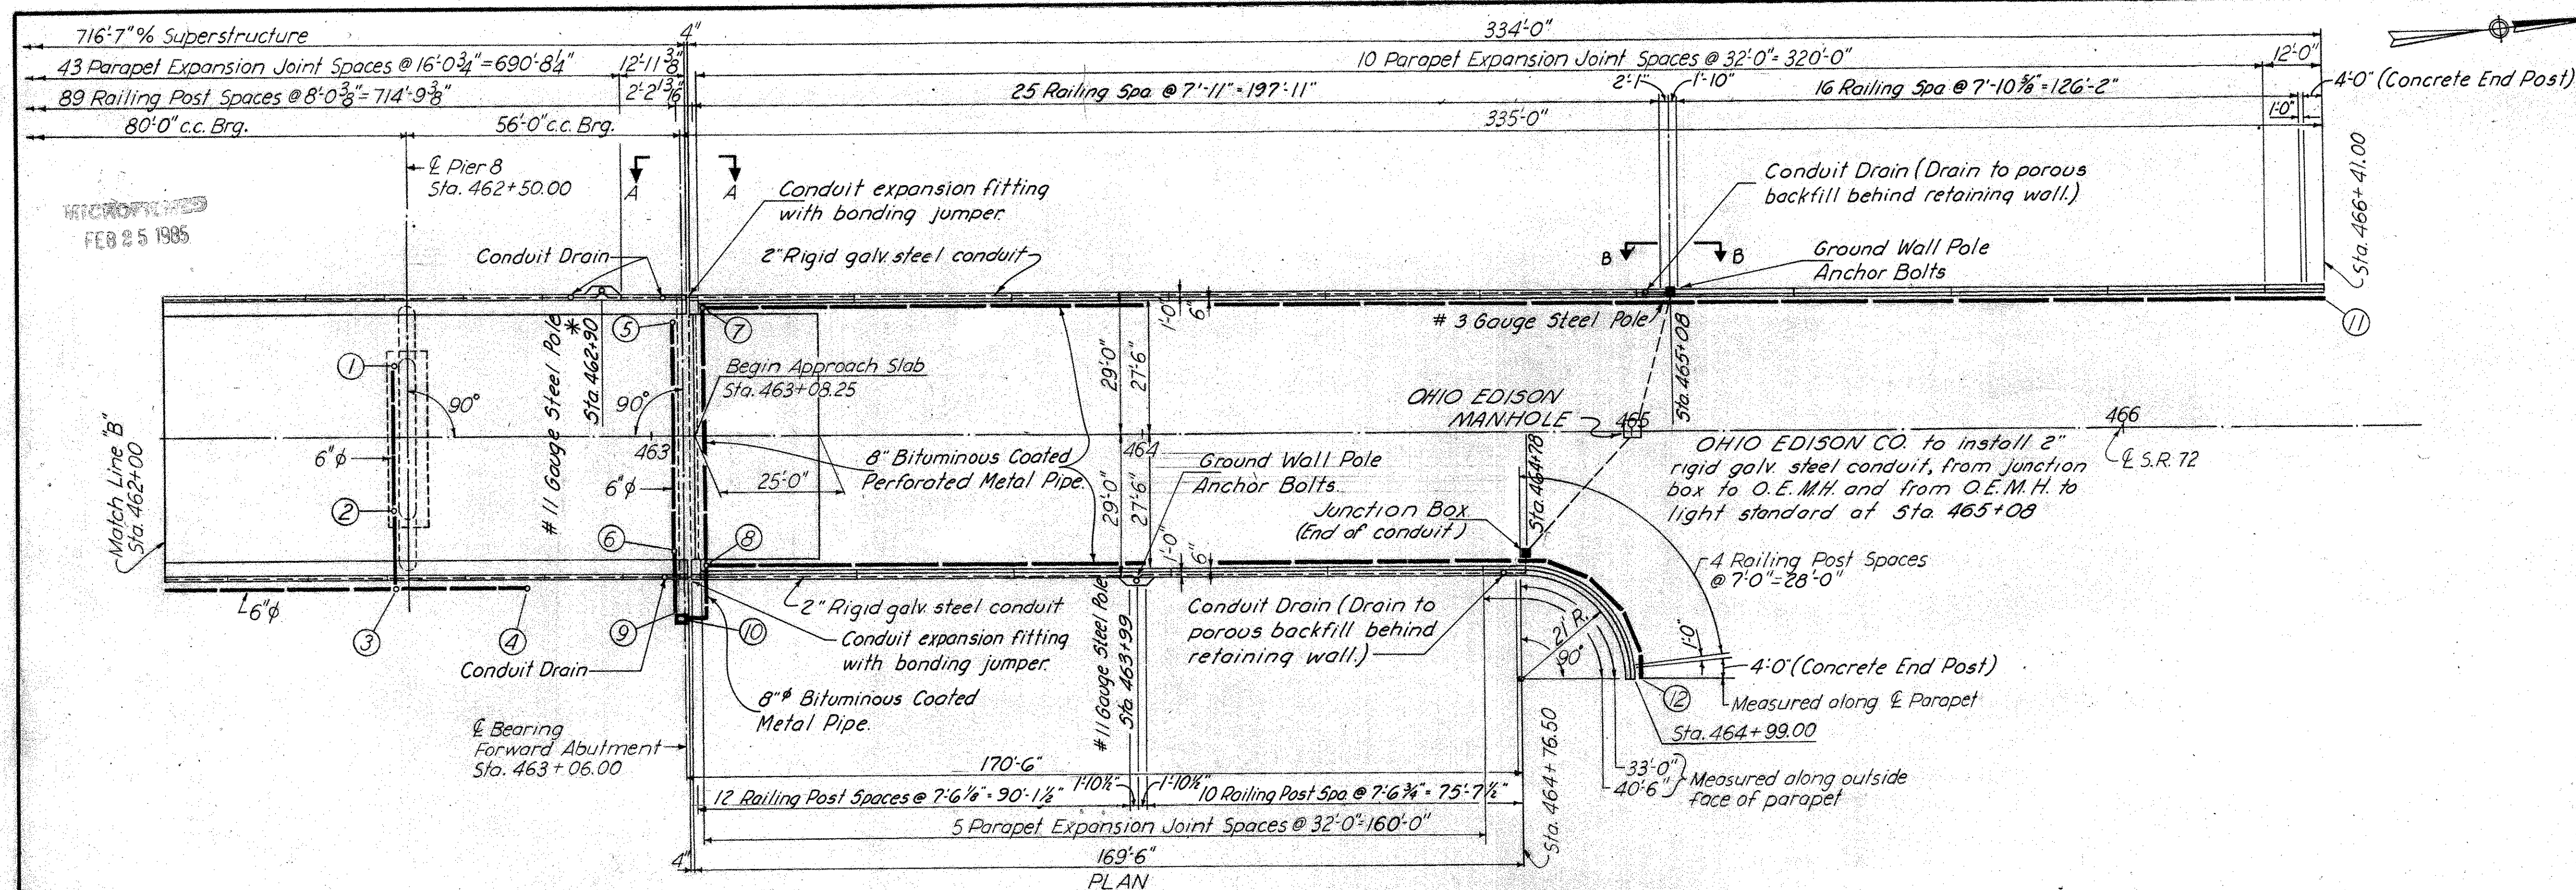 716'-7" % Superstructure
4"
334'-0"
43 Parapet Expansion Joint Spaces @ 16'-0¾" = 690'-8¼"
12'-11⅜"
10 Parapet Expansion Joint Spaces @ 32'-0" = 320'-0"
12'-0"
89 Railing Post Spaces @ 8'-0⅜" = 714'-9⅜"
2'-2 13/16"
25 Railing Spa. @ 7'-11" = 197'-11"
2'-1"
1'-10"
16 Railing Spa @ 7'-10⅝" = 126'-2"
4'-0" (Concrete End Post)
1'-0"
80'-0" c.c. Brg.
56'-0" c.c. Brg.
335'-0"
℄ Pier 8
Sta. 462+50.00
MICROFILMED
FEB 25 1985
A
A
Conduit expansion fitting
with bonding jumper.
Conduit Drain (Drain to porous
backfill behind retaining wall.)
Sta. 466+41.00
Conduit Drain
2" Rigid galv. steel conduit
B
B
Ground Wall Pole
Anchor Bolts
# 11 Gauge Steel Pole
*
Sta. 462+90
5
7
1'-0"
6"
# 3 Gauge Steel Pole
Sta. 465+08
11
1
90°
90°
Begin Approach Slab
Sta. 463+08.25
29'-0"
27'-6"
OHIO EDISON
MANHOLE
465
466
Match Line "B"
Sta. 462+00
6"φ
463
464
8" Bituminous Coated
Perforated Metal Pipe.
25'-0"
6"φ
29'-0"
27'-6"
Ground Wall Pole
Anchor Bolts.
Sta. 464+78
OHIO EDISON CO. to install 2"
rigid galv. steel conduit, from junction
box to O.E.M.H. and from O.E.M.H. to
light standard at Sta. 465+08
℄ S.R. 72
2
6
8
Junction Box
(End of conduit)
1'-0"
6"
4 Railing Post Spaces
@ 7'-0" = 28'-0"
6"φ
3
4
9
10
2" Rigid galv. steel conduit
Conduit expansion fitting
with bonding jumper.
Conduit Drain
#11 Gauge Steel Pole
Sta. 463+99
Conduit Drain (Drain to
porous backfill behind
retaining wall.)
21' R.
90°
1'-0"
4'-0" (Concrete End Post)
12
Measured along ℄ Parapet
8"φ Bituminous Coated
Metal Pipe.
Sta. 464+99.00
℄ Bearing
Forward Abutment
Sta. 463+06.00
Sta. 464+76.50
170'-6"
33'-0"
40'-6"
Measured along outside
face of parapet
12 Railing Post Spaces @ 7'-6⅛" = 90'-1½"
1'-10½"
1'-10½"
10 Railing Post Spa. @ 7'-6¾" = 75'-7½"
5 Parapet Expansion Joint Spaces @ 32'-0" = 160'-0"
4"
169'-6"
PLAN